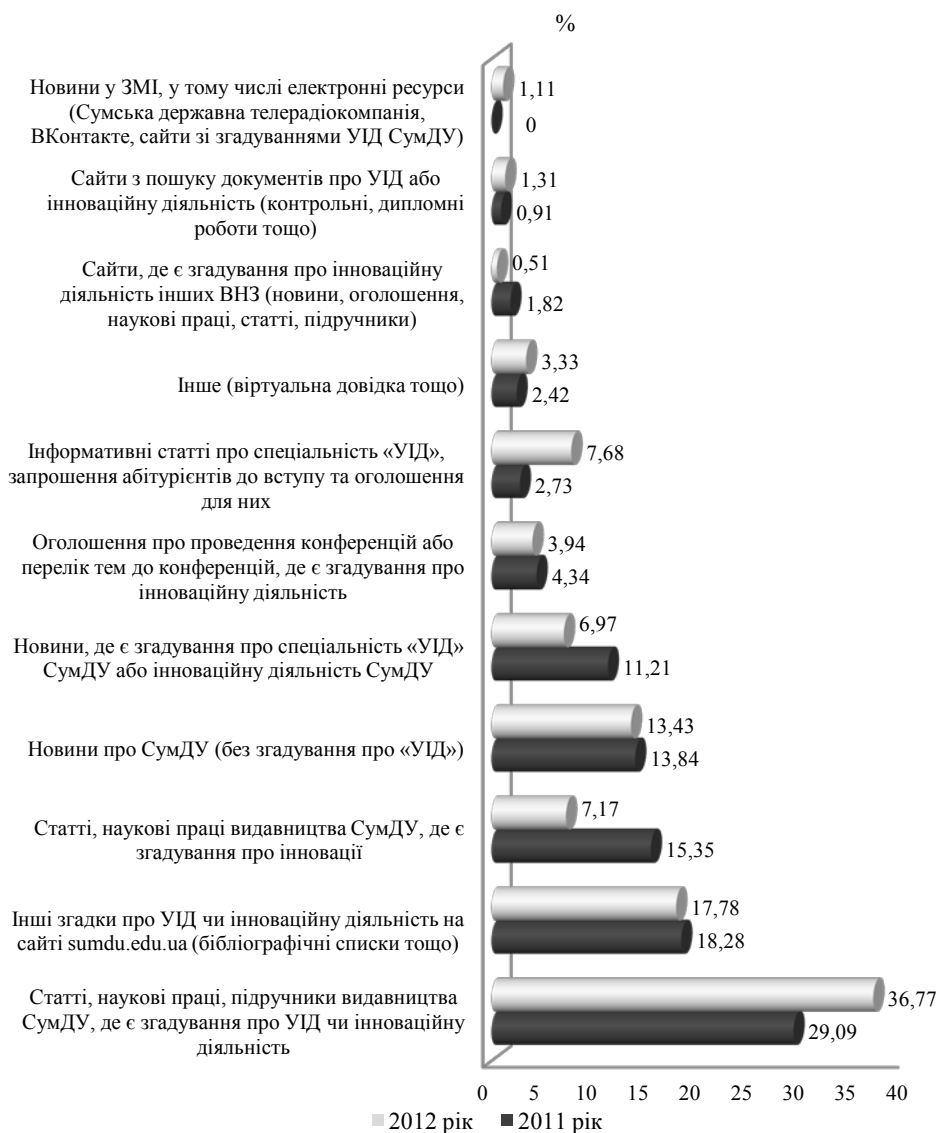 %
Новини у ЗМІ, у тому числі електронні ресурси
(Сумська державна телерадіокомпанія,
ВКонтакте, сайти зі згадуваннями УІД СумДУ)
1,11
0
Сайти з пошуку документів про УІД або
інноваційну діяльність (контрольні, дипломні
роботи тощо)
1,31
0,91
Сайти, де є згадування про інноваційну
діяльність інших ВНЗ (новини, оголошення,
наукові праці, статті, підручники)
0,51
1,82
Інше (віртуальна довідка тощо)
3,33
2,42
Інформативні статті про спеціальність «УІД»,
запрошення абітурієнтів до вступу та оголошення
для них
7,68
2,73
Оголошення про проведення конференцій або
перелік тем до конференцій, де є згадування про
інноваційну діяльність
3,94
4,34
Новини, де є згадування про спеціальність «УІД»
СумДУ або інноваційну діяльність СумДУ
6,97
11,21
Новини про СумДУ (без згадування про «УІД»)
13,43
13,84
Статті, наукові праці видавництва СумДУ, де є
згадування про інновації
7,17
15,35
Інші згадки про УІД чи інноваційну діяльність на
сайті sumdu.edu.ua (бібліографічні списки тощо)
17,78
18,28
Статті, наукові праці, підручники видавництва
СумДУ, де є згадування про УІД чи інноваційну
діяльність
36,77
29,09
0 5 10 15 20 25 30 35 40
2012 рік 2011 рік